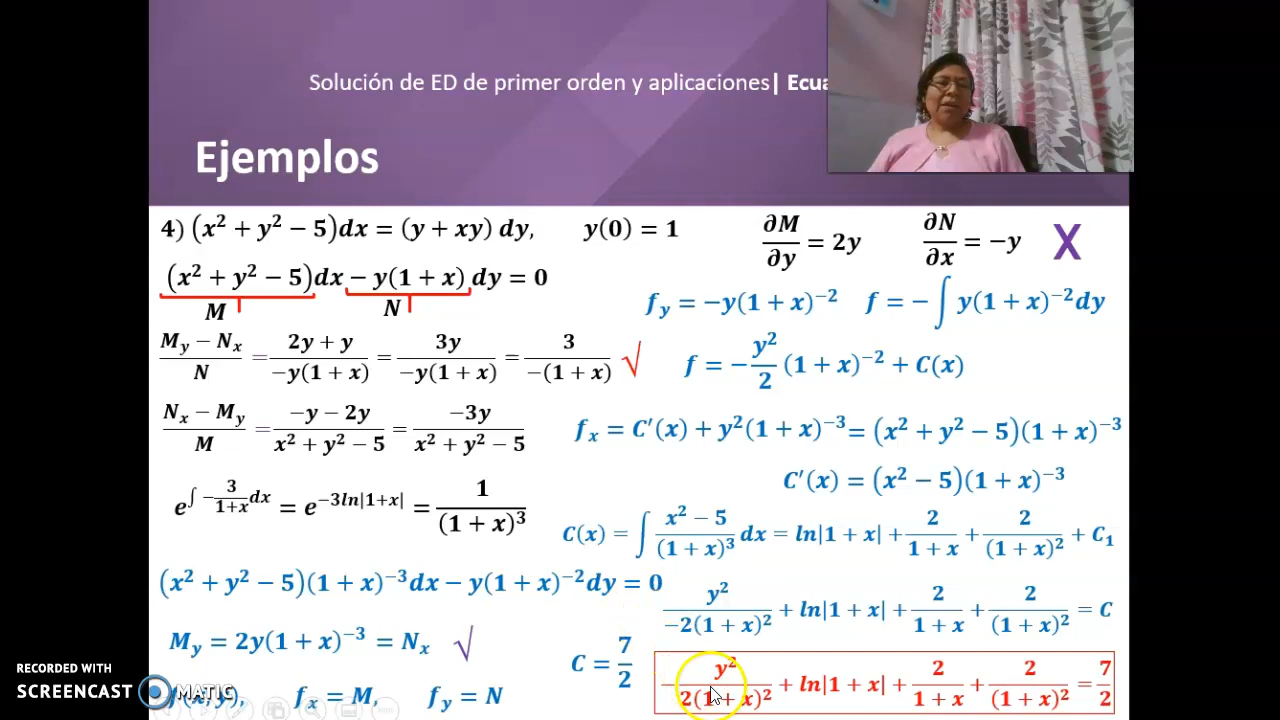 Solución de ED de primer orden y aplicaciones| Ecua
Ejemplos
4) (x² + y² − 5)dx = (y + xy) dy, y(0) = 1
∂M/∂y = 2y ∂N/∂x = −y X
(x² + y² − 5)dx − y(1 + x) dy = 0
M N
f_y = −y(1 + x)⁻² f = − ∫ y(1 + x)⁻²dy
(M_y − N_x)/N = (2y + y)/(−y(1 + x)) = 3y/(−y(1 + x)) = 3/(−(1 + x)) √
f = − y²/2 (1 + x)⁻² + C(x)
(N_x − M_y)/M = (−y − 2y)/(x² + y² − 5) = −3y/(x² + y² − 5)
f_x = C′(x) + y²(1 + x)⁻³ = (x² + y² − 5)(1 + x)⁻³
C′(x) = (x² − 5)(1 + x)⁻³
e^(∫ −3/(1+x) dx) = e^(−3ln|1+x|) = 1/(1 + x)³
C(x) = ∫ (x² − 5)/(1 + x)³ dx = ln|1 + x| + 2/(1 + x) + 2/(1 + x)² + C₁
(x² + y² − 5)(1 + x)⁻³dx − y(1 + x)⁻²dy = 0
y²/(−2(1 + x)²) + ln|1 + x| + 2/(1 + x) + 2/(1 + x)² = C
M_y = 2y(1 + x)⁻³ = N_x √
C = 7/2
− y²/(2(1 + x)²) + ln|1 + x| + 2/(1 + x) + 2/(1 + x)² = 7/2
f_x = M, f_y = N
RECORDED WITH
SCREENCAST MATIC